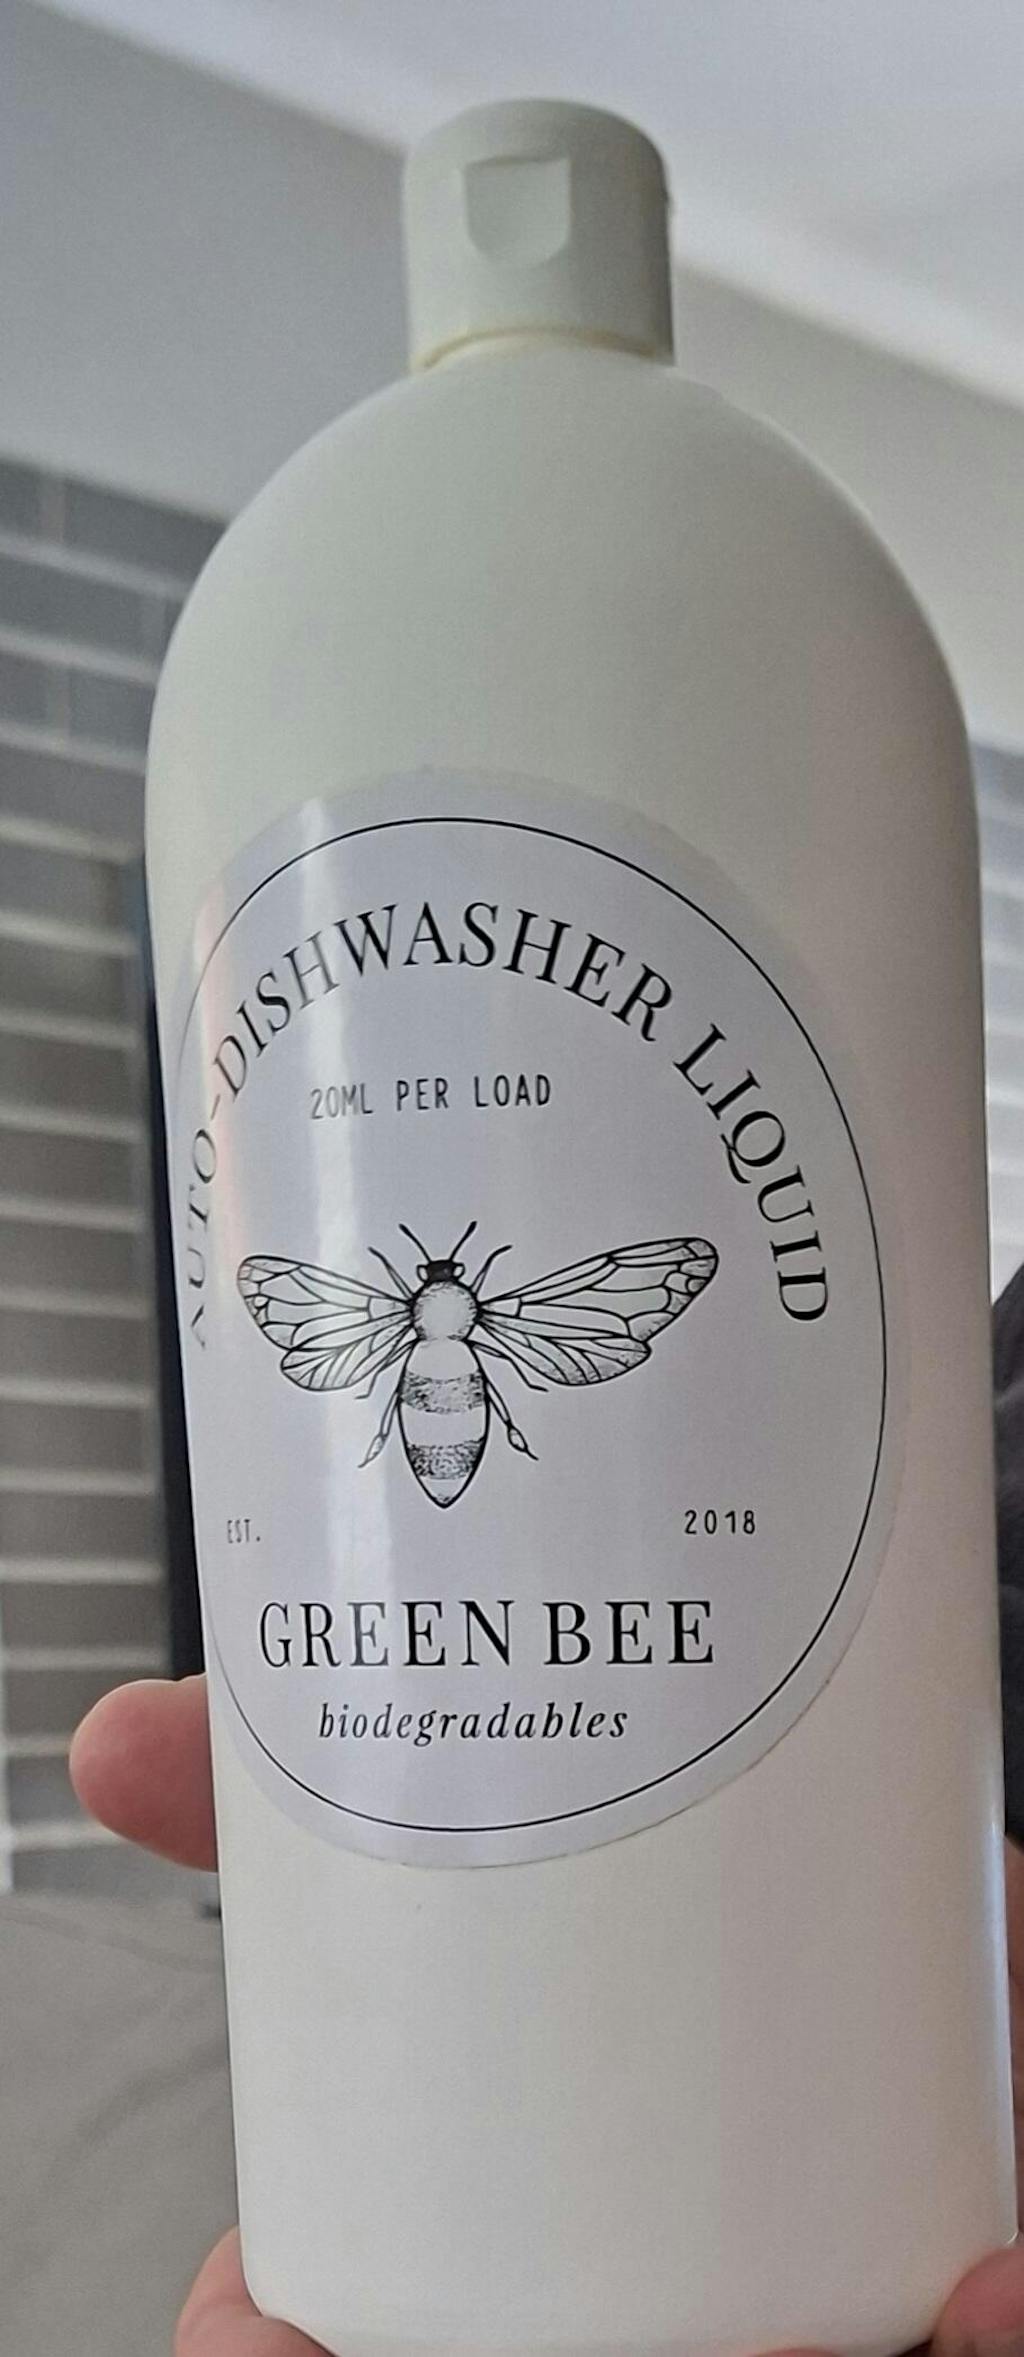 AUTO-DISHWASHER LIQUID
20ML PER LOAD
EST. 2018
GREEN BEE
biodegradables